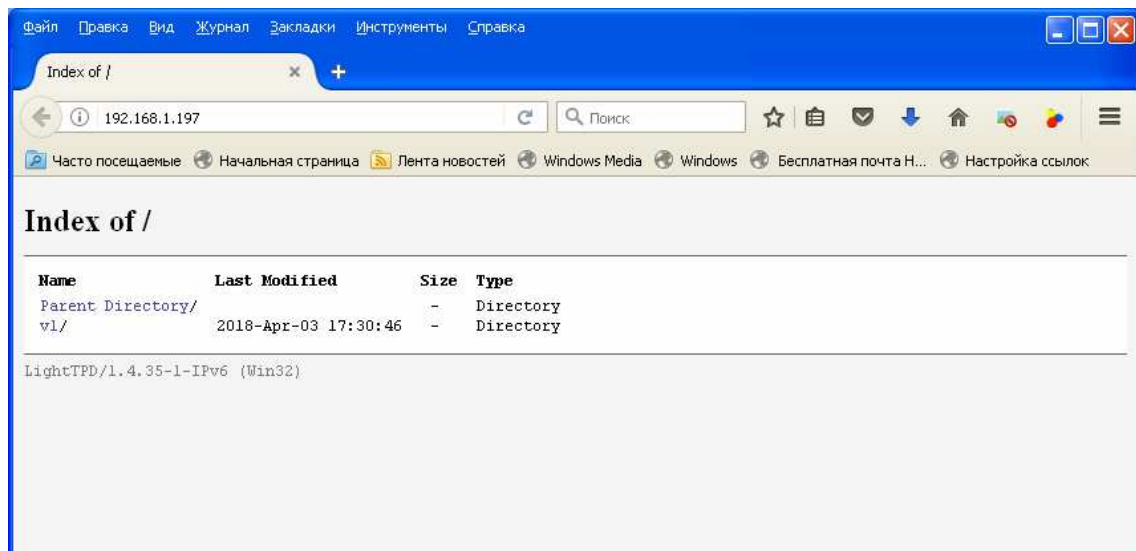 Файл Правка Вид Журнал Закладки Инструменты Справка
Index of /
192.168.1.197 Поиск
Часто посещаемые Начальная страница Лента новостей Windows Media Windows Бесплатная почта H... Настройка ссылок
Index of /
Name Last Modified Size Type
Parent Directory/ - Directory
v1/ 2018-Apr-03 17:30:46 - Directory
LightTPD/1.4.35-1-IPv6 (Win32)